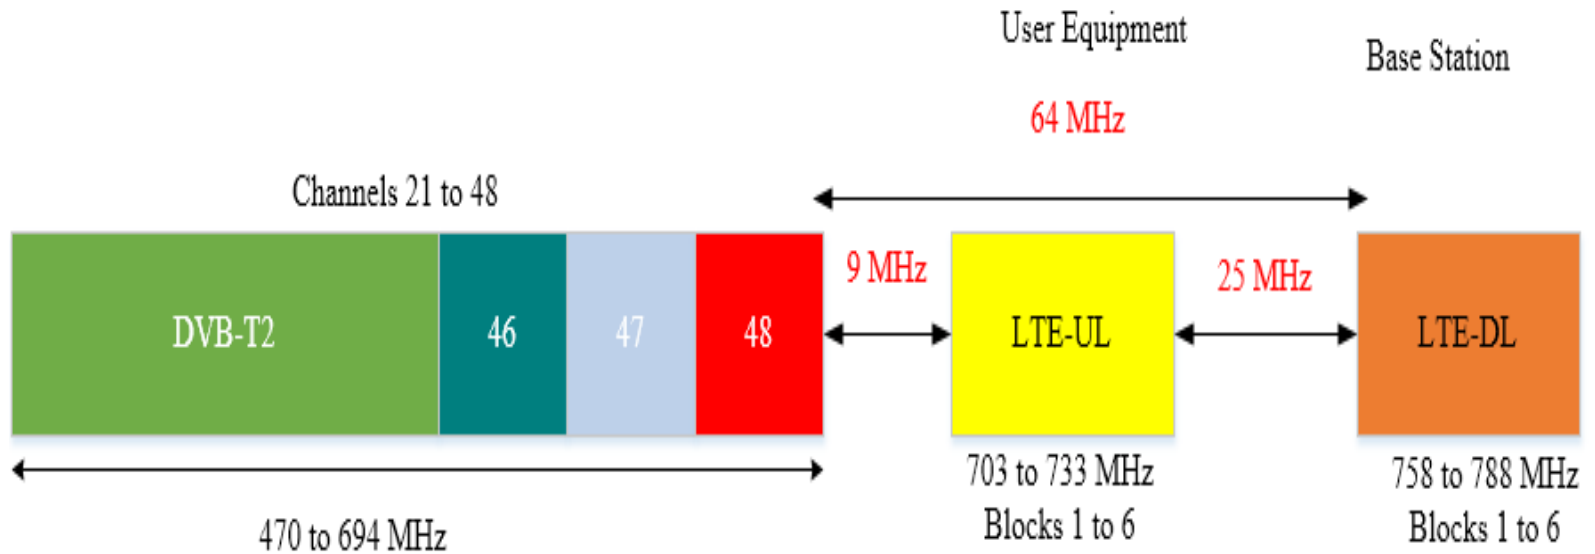 User Equipment
Base Station
64 MHz
Channels 21 to 48
9 MHz
25 MHz
DVB-T2
46
47
48
LTE-UL
LTE-DL
703 to 733 MHz
Blocks 1 to 6
758 to 788 MHz
Blocks 1 to 6
470 to 694 MHz